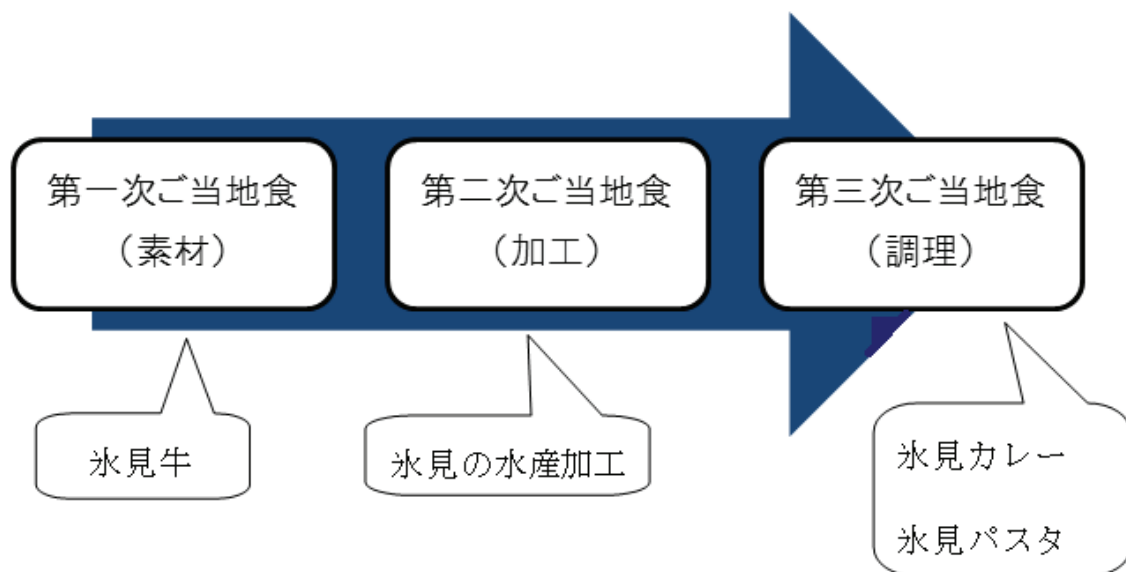 第一次ご当地食
（素材）
第二次ご当地食
（加工）
第三次ご当地食
（調理）
氷見牛
氷見の水産加工
氷見カレー
氷見パスタ